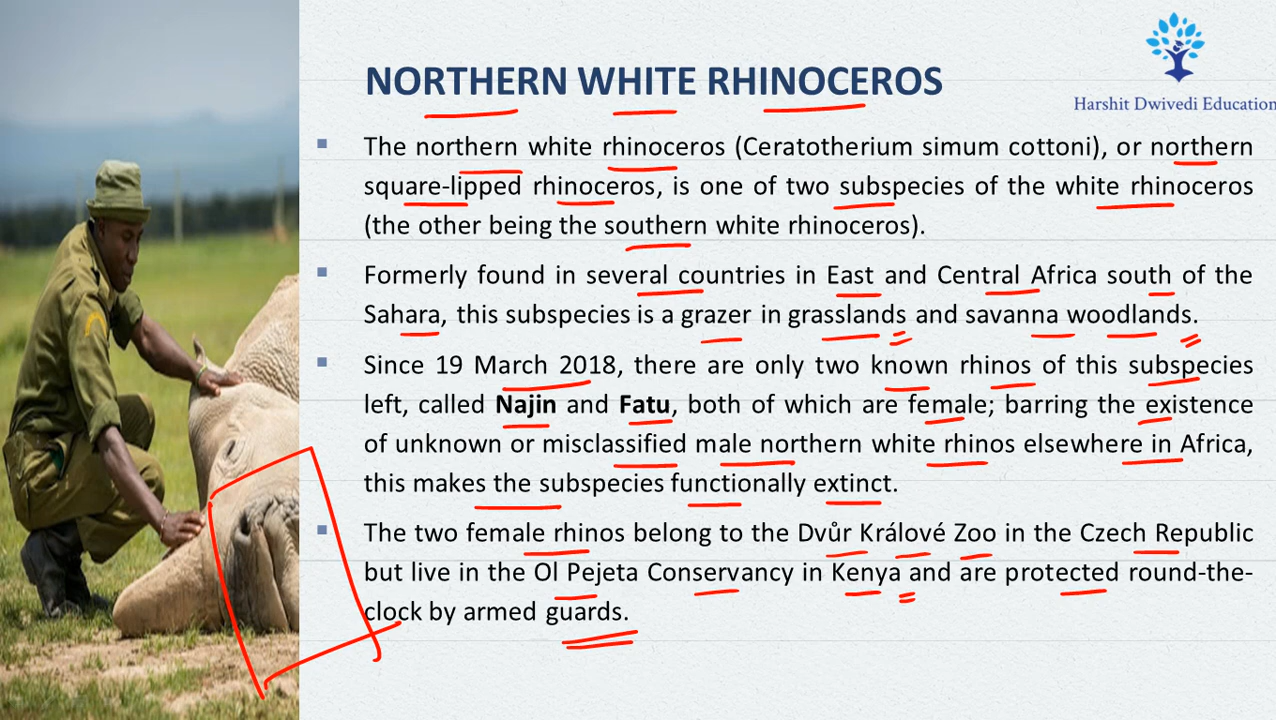 NORTHERN WHITE RHINOCEROS
Harshit Dwivedi Education
▪ The northern white rhinoceros (Ceratotherium simum cottoni), or northern
square-lipped rhinoceros, is one of two subspecies of the white rhinoceros
(the other being the southern white rhinoceros).
▪ Formerly found in several countries in East and Central Africa south of the
Sahara, this subspecies is a grazer in grasslands and savanna woodlands.
▪ Since 19 March 2018, there are only two known rhinos of this subspecies
left, called Najin and Fatu, both of which are female; barring the existence
of unknown or misclassified male northern white rhinos elsewhere in Africa,
this makes the subspecies functionally extinct.
▪ The two female rhinos belong to the Dvůr Králové Zoo in the Czech Republic
but live in the Ol Pejeta Conservancy in Kenya and are protected round-the-
clock by armed guards.